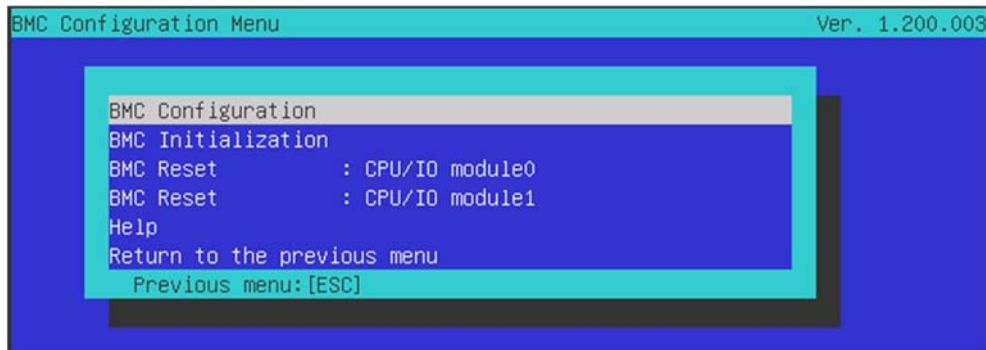 BMC Configuration Menu Ver. 1.200.003
BMC Configuration
BMC Initialization
BMC Reset : CPU/IO module0
BMC Reset : CPU/IO module1
Help
Return to the previous menu
Previous menu:[ESC]